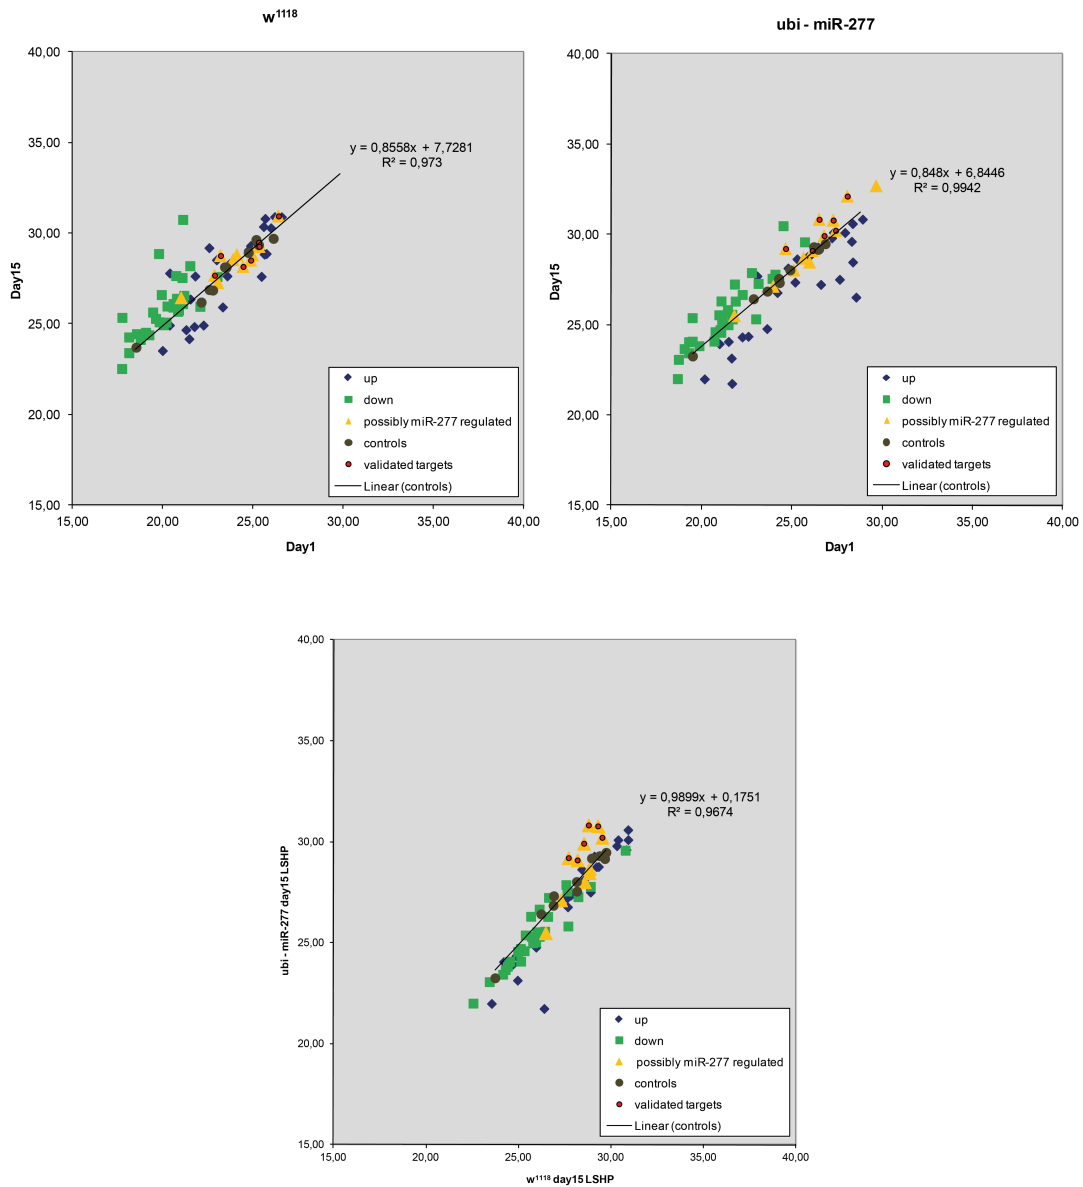 w1118
40,00
35,00
30,00
25,00
20,00
15,00
Day15
y = 0,8558x + 7,7281
R² = 0,973
up
down
possibly miR-277 regulated
controls
validated targets
Linear (controls)
15,00 20,00 25,00 30,00 35,00 40,00
Day1
ubi - miR-277
40,00
35,00
30,00
25,00
20,00
15,00
Day15
y = 0,848x + 6,8446
R² = 0,9942
up
down
possibly miR-277 regulated
controls
validated targets
Linear (controls)
15,00 20,00 25,00 30,00 35,00 40,00
Day1
40,00
35,00
30,00
25,00
20,00
15,00
ubi - miR-277 day15 LSHP
y = 0,9899x + 0,1751
R² = 0,9674
up
down
possibly miR-277 regulated
controls
validated targets
Linear (controls)
15,00 20,00 25,00 30,00 35,00 40,00
w1118 day15 LSHP